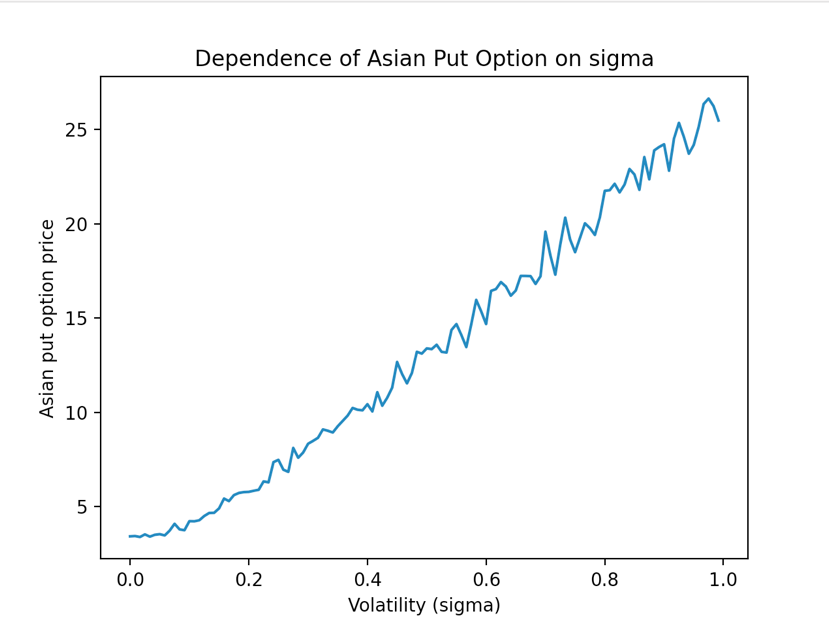 Dependence of Asian Put Option on sigma
Asian put option price
25
20
15
10
5
0.0 0.2 0.4 0.6 0.8 1.0
Volatility (sigma)